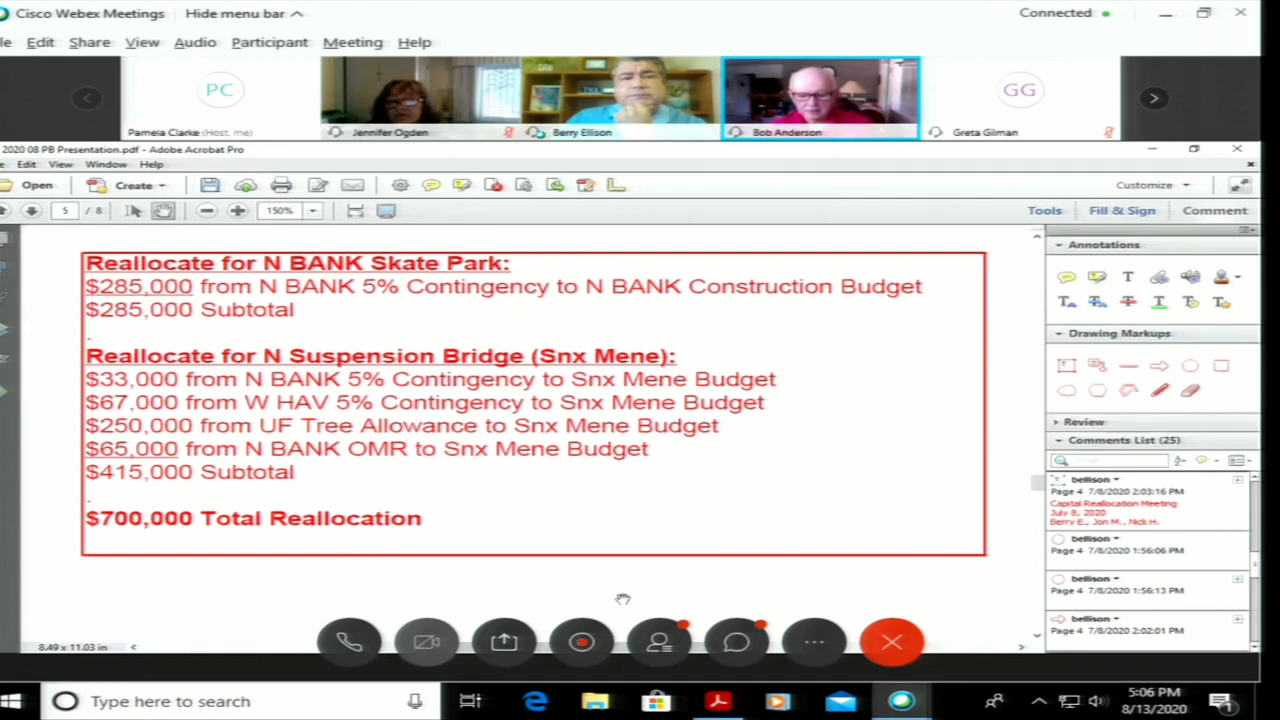 Cisco Webex Meetings Hide menu bar Connected
le Edit Share View Audio Participant Meeting Help
PC GG
Pamela Clarke (Host, me) Jennifer Ogden Berry Ellison Bob Anderson Greta Gilman
2020 08 PB Presentation.pdf - Adobe Acrobat Pro
Edit View Window Help
Open Create Customize
5 / 8 150% Tools Fill & Sign Comment
Reallocate for N BANK Skate Park:
$285,000 from N BANK 5% Contingency to N BANK Construction Budget
$285,000 Subtotal
.
Reallocate for N Suspension Bridge (Snx Mene):
$33,000 from N BANK 5% Contingency to Snx Mene Budget
$67,000 from W HAV 5% Contingency to Snx Mene Budget
$250,000 from UF Tree Allowance to Snx Mene Budget
$65,000 from N BANK OMR to Snx Mene Budget
$415,000 Subtotal
.
$700,000 Total Reallocation
8.49 x 11.03 in
Annotations
Drawing Markups
Review
Comments List (25)
Find
bellison
Page 4 7/8/2020 2:03:16 PM
Capital Reallocation Meeting
July 8, 2020
Berry E., Jon M., Nick H.
bellison
Page 4 7/8/2020 1:56:06 PM
bellison
Page 4 7/8/2020 1:56:13 PM
bellison
Page 4 7/8/2020 2:02:01 PM
Type here to search
5:06 PM
8/13/2020
1